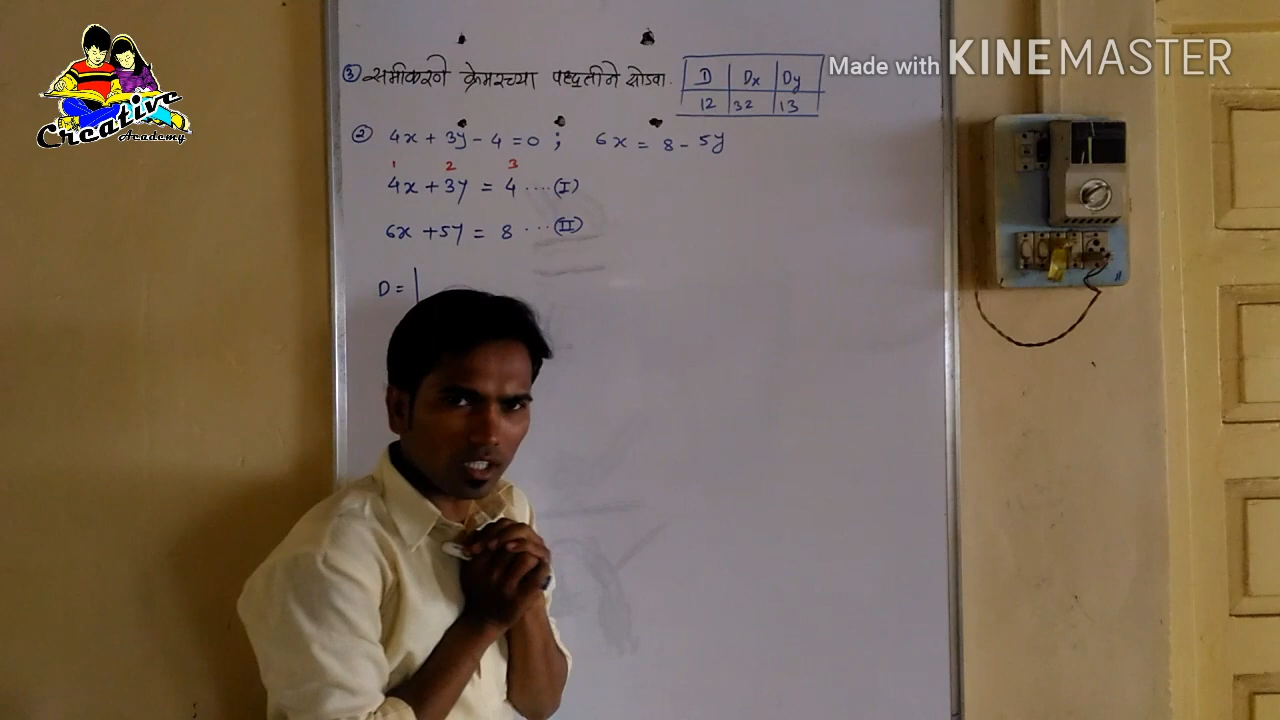 Creative
Academy
Made with KINEMASTER
③ समीकरणे क्रेमरच्या पद्धतीने सोडवा.
D Dx Dy
12 32 13
② 4x + 3y - 4 = 0 ; 6x = 8 - 5y
1 2 3
4x + 3y = 4 .... (I)
6x + 5y = 8 ... (II)
D = |